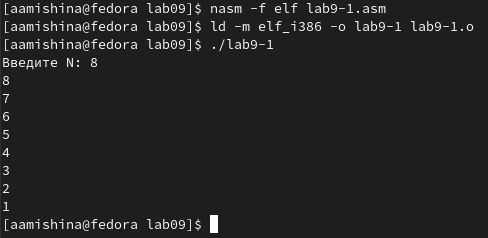 [aamishina@fedora lab09]$ nasm -f elf lab9-1.asm
[aamishina@fedora lab09]$ ld -m elf_i386 -o lab9-1 lab9-1.o
[aamishina@fedora lab09]$ ./lab9-1
Введите N: 8
8
7
6
5
4
3
2
1
[aamishina@fedora lab09]$